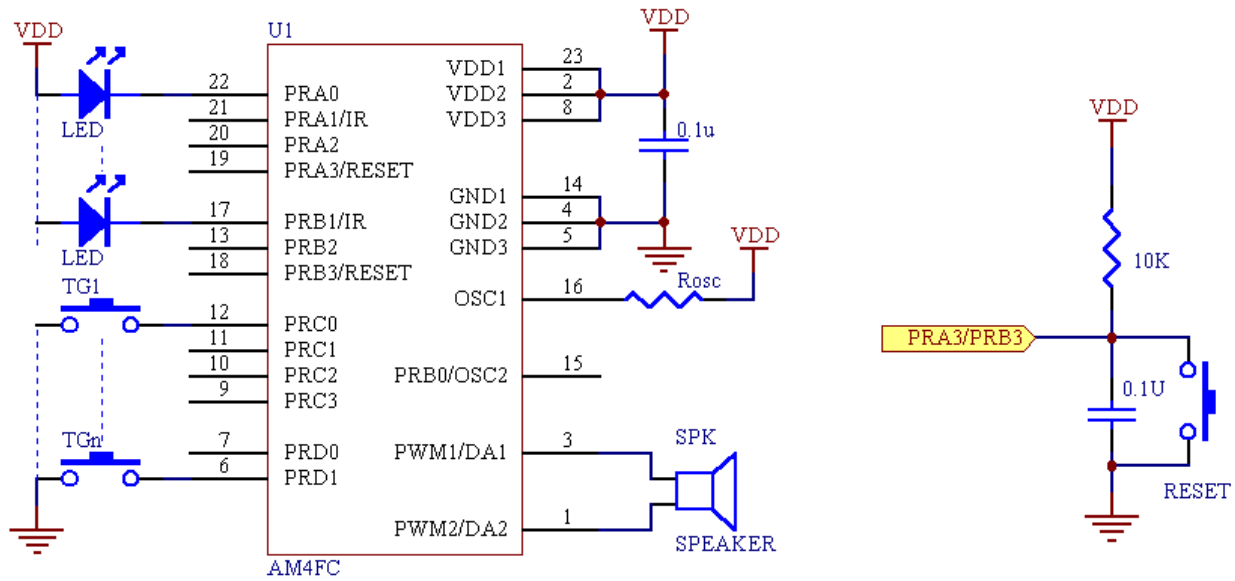 VDD
U1
VDD
LED
22
PRA0
21
PRA1/IR
20
PRA2
19
PRA3/RESET
LED
17
PRB1/IR
13
PRB2
18
PRB3/RESET
TG1
12
PRC0
11
PRC1
10
PRC2
9
PRC3
TGn
7
PRD0
6
PRD1
VDD1
23
VDD2
2
VDD3
8
0.1u
GND1
14
GND2
4
GND3
5
VDD
OSC1
16
Rosc
PRB0/OSC2
15
PWM1/DA1
3
SPK
PWM2/DA2
1
SPEAKER
AM4FC
VDD
10K
PRA3/PRB3
0.1U
RESET